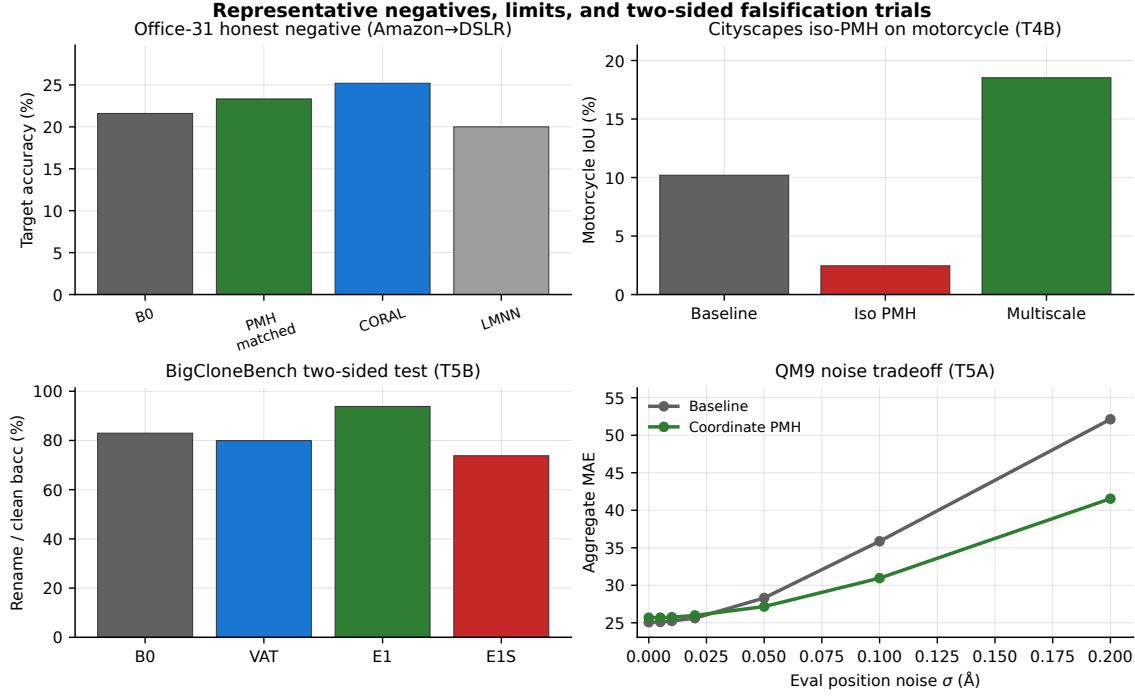 Representative negatives, limits, and two-sided falsification trials
Office-31 honest negative (Amazon→DSLR)
Target accuracy (%)
25
20
15
10
5
0
B0
PMH
matched
CORAL
LMNN
Cityscapes iso-PMH on motorcycle (T4B)
Motorcycle IoU (%)
20
15
10
5
0
Baseline
Iso PMH
Multiscale
BigCloneBench two-sided test (T5B)
Rename / clean bacc (%)
100
80
60
40
20
0
B0
VAT
E1
E1S
QM9 noise tradeoff (T5A)
Baseline
Coordinate PMH
Aggregate MAE
55
50
45
40
35
30
25
0.000
0.025
0.050
0.075
0.100
0.125
0.150
0.175
0.200
Eval position noise σ (Å)